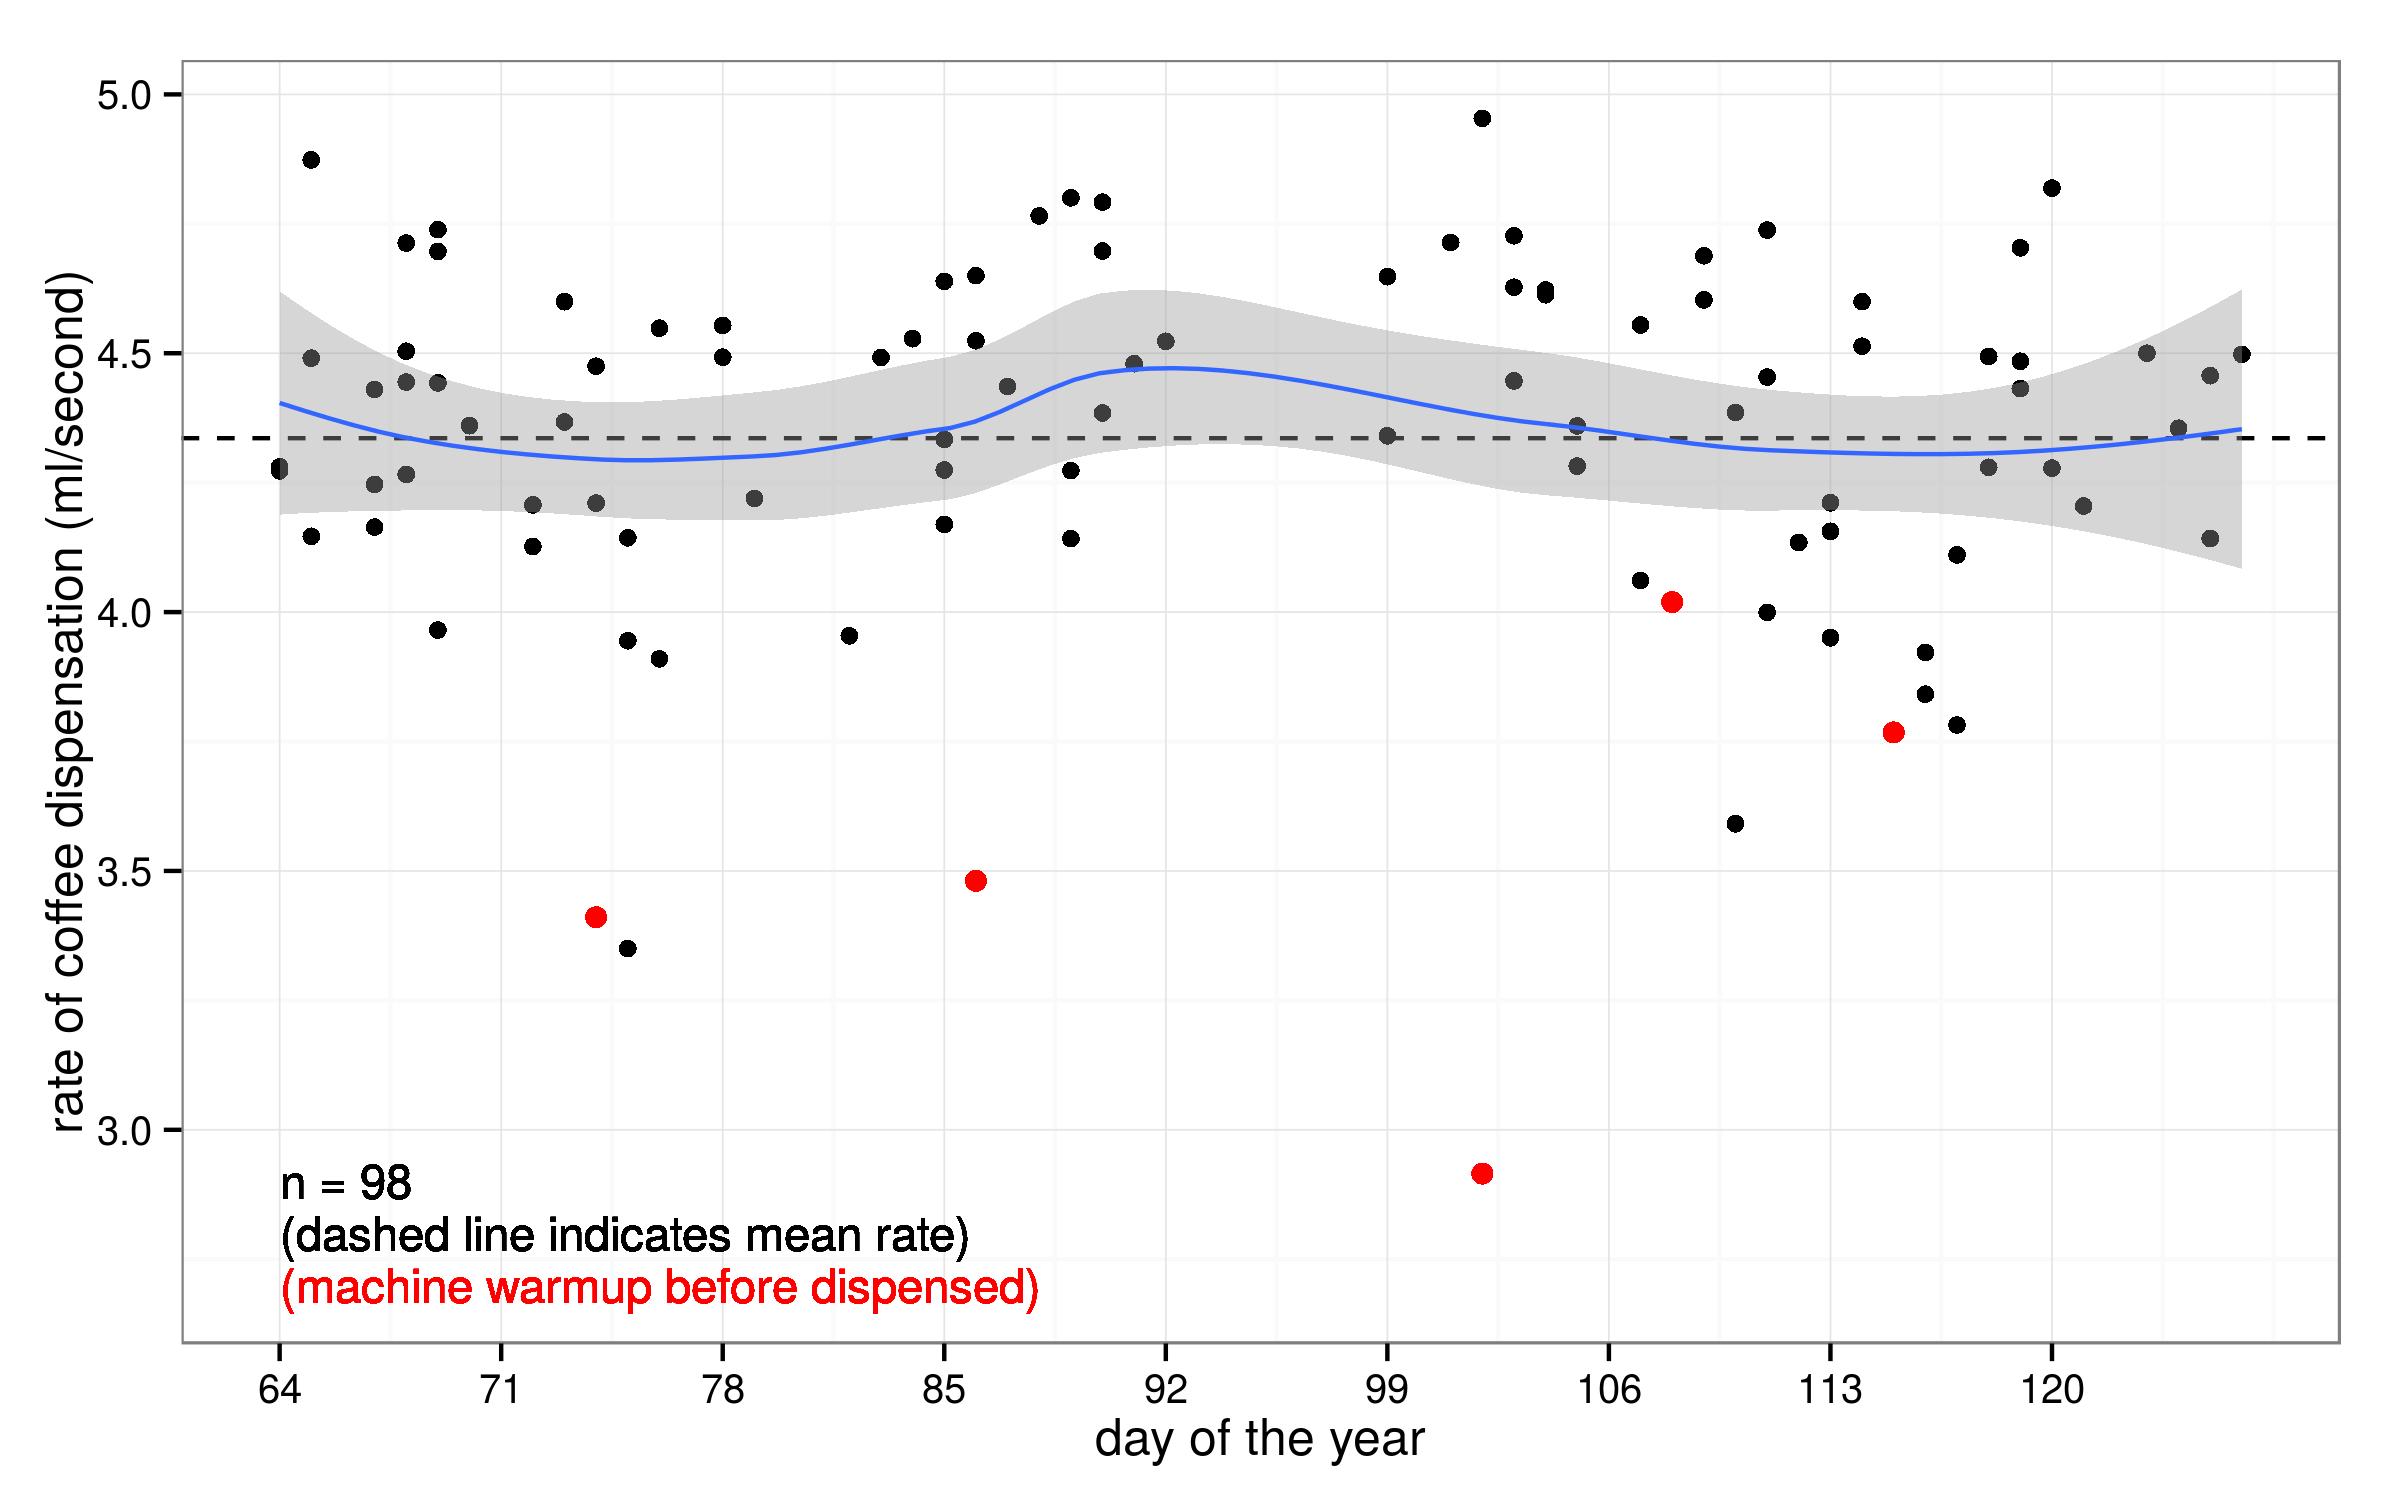 5.0
4.5
4.0
3.5
3.0
rate of coffee dispensation (ml/second)
n = 98
(dashed line indicates mean rate)
(machine warmup before dispensed)
64 71 78 85 92 99 106 113 120
day of the year